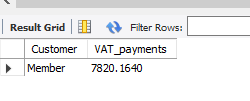 Result Grid Filter Rows:
Customer VAT_payments
Member 7820.1640